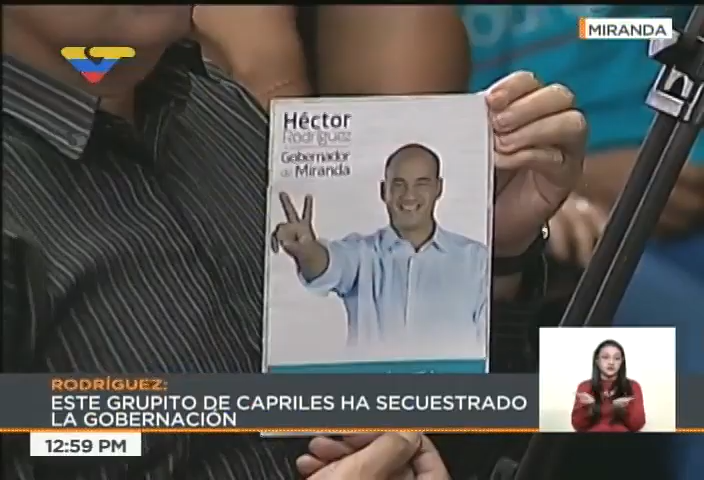 MIRANDA
Héctor
Rodríguez
Gobernador
de Miranda
RODRÍGUEZ:
ESTE GRUPITO DE CAPRILES HA SECUESTRADO
LA GOBERNACIÓN
12:59 PM